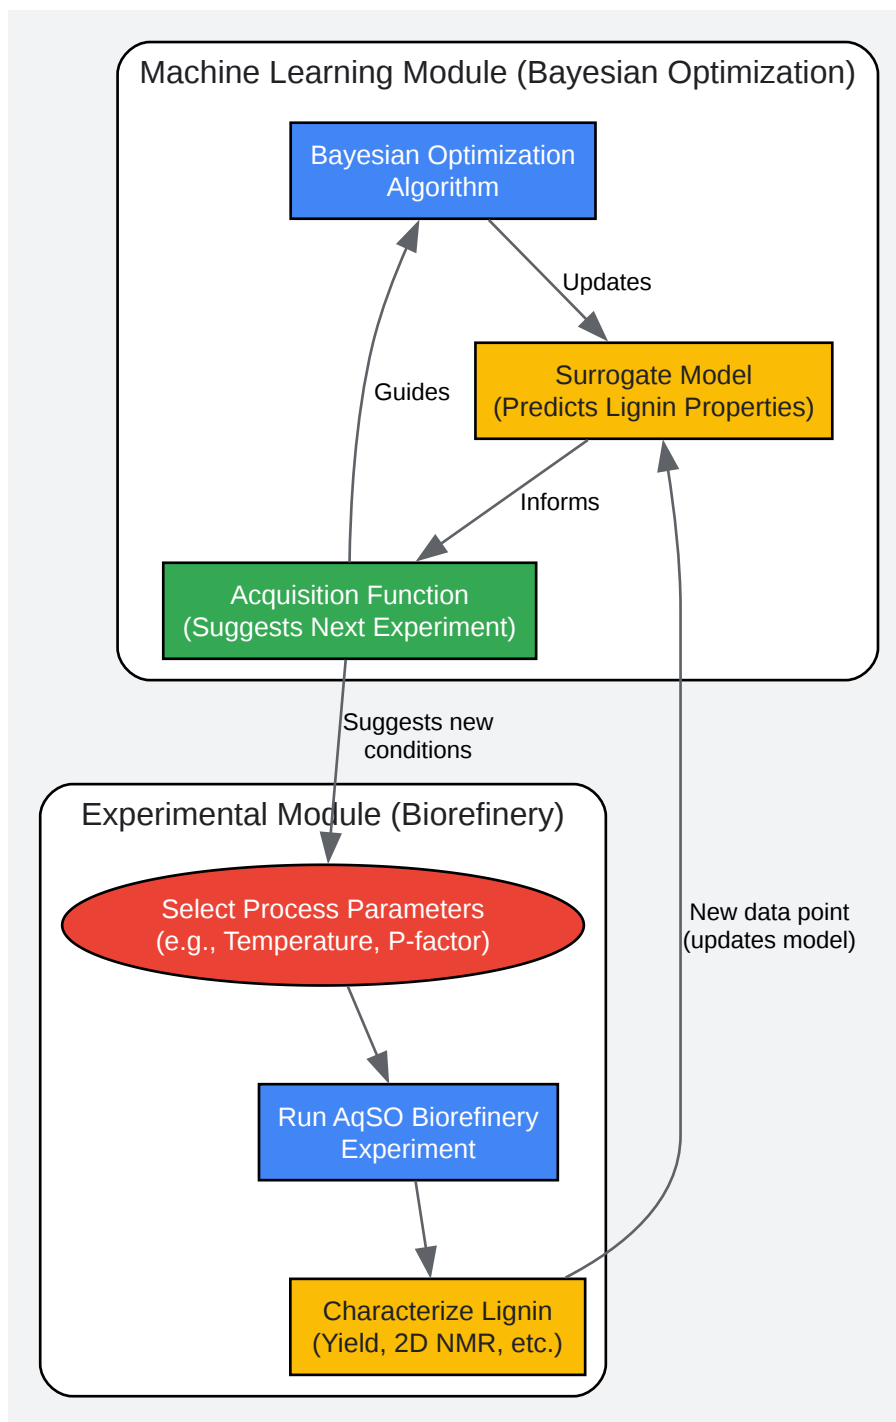 Machine Learning Module (Bayesian Optimization)
Bayesian Optimization
Algorithm
Updates
Surrogate Model
(Predicts Lignin Properties)
Guides
Informs
Acquisition Function
(Suggests Next Experiment)
Suggests new
conditions
Experimental Module (Biorefinery)
Select Process Parameters
(e.g., Temperature, P-factor)
New data point
(updates model)
Run AqSO Biorefinery
Experiment
Characterize Lignin
(Yield, 2D NMR, etc.)